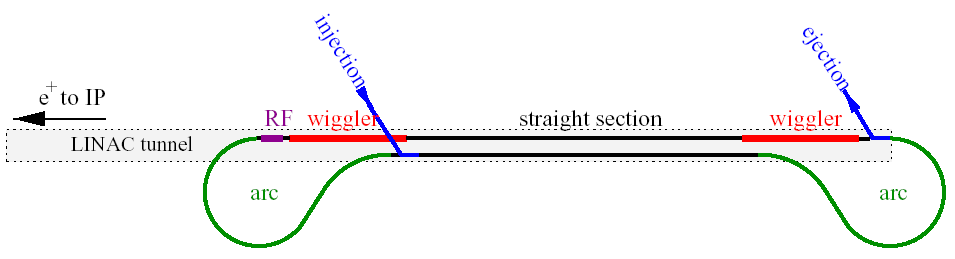 injection
ejection
e+ to IP
RF
wiggler
straight section
wiggler
LINAC tunnel
arc
arc